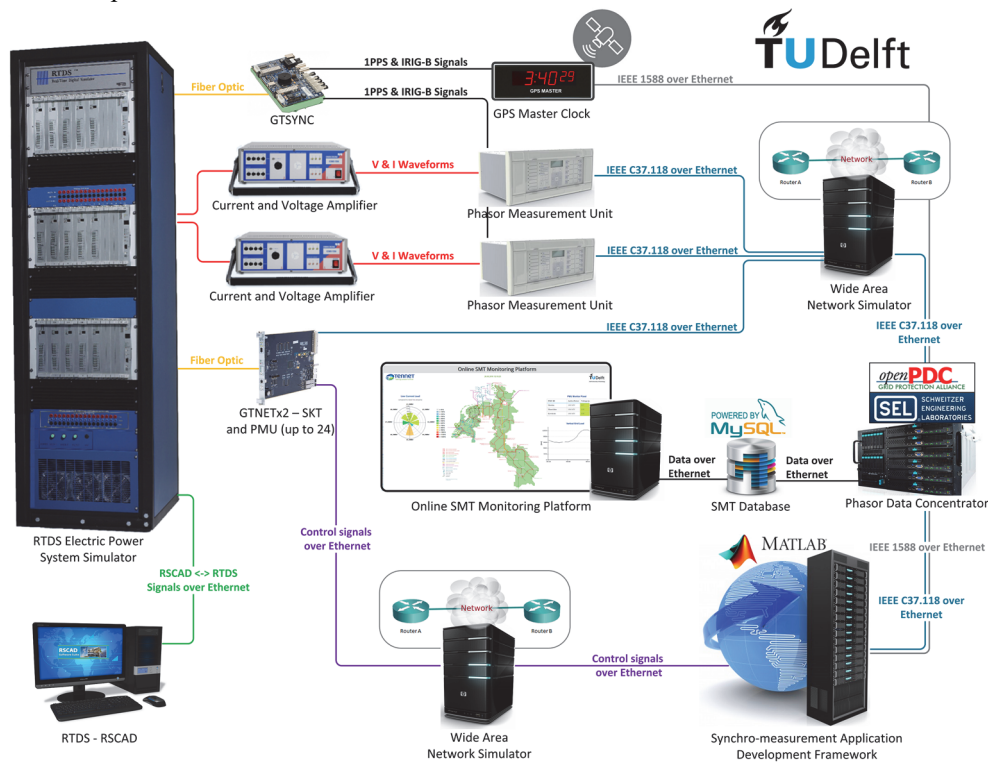 RTDS
TUDelft
1PPS & IRIG-B Signals
3:40 29
GPS MASTER
IEEE 1588 over Ethernet
Fiber Optic
1PPS & IRIG-B Signals
GTSYNC
GPS Master Clock
Network
Router A
Router B
V & I Waveforms
IEEE C37.118 over Ethernet
Current and Voltage Amplifier
Phasor Measurement Unit
V & I Waveforms
IEEE C37.118 over Ethernet
Current and Voltage Amplifier
Phasor Measurement Unit
Wide Area
Network Simulator
IEEE C37.118 over Ethernet
IEEE C37.118 over
Ethernet
Fiber Optic
GTNETx2 – SKT
and PMU (up to 24)
Online SMT Monitoring Platform
TENNET
TUDelft
openPDC
GRID PROTECTION ALLIANCE
SEL
SCHWEITZER
ENGINEERING
LABORATORIES
POWERED BY
MySQL
Data over
Ethernet
Data over
Ethernet
Online SMT Monitoring Platform
SMT Database
Phasor Data Concentrator
RTDS Electric Power
System Simulator
Control signals
over Ethernet
MATLAB
IEEE 1588 over Ethernet
RSCAD <-> RTDS
Signals over Ethernet
Network
Router A
Router B
IEEE C37.118 over
Ethernet
RSCAD
Control signals
over Ethernet
RTDS - RSCAD
Wide Area
Network Simulator
Synchro-measurement Application
Development Framework